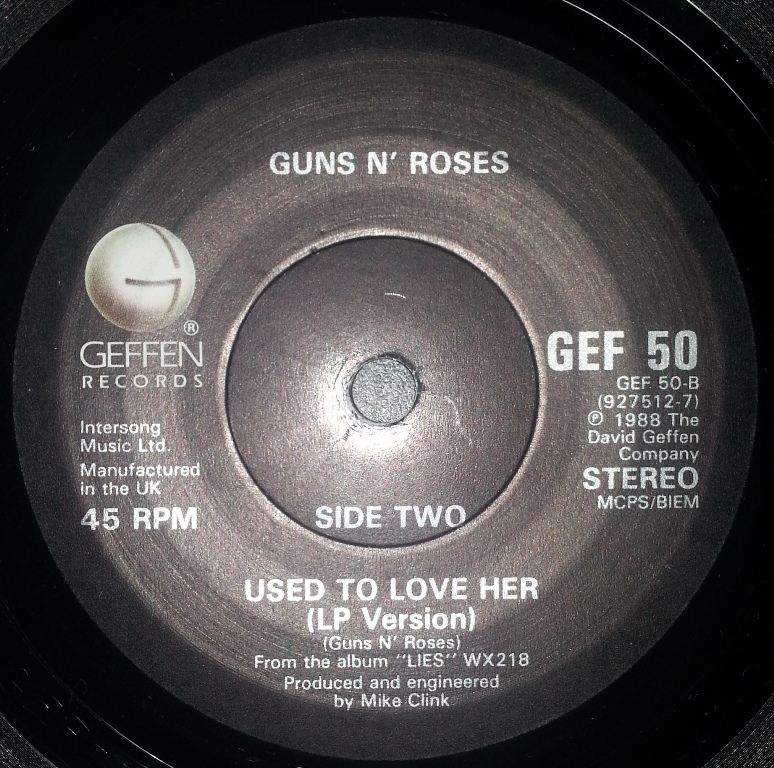 GUNS N' ROSES
®
GEFFEN
RECORDS
Intersong
Music Ltd.
Manufactured
in the UK
45 RPM
GEF 50
GEF 50-B
(927512-7)
℗ 1988 The
David Geffen
Company
STEREO
MCPS/BIEM
SIDE TWO
USED TO LOVE HER
(LP Version)
(Guns N' Roses)
From the album "LIES" WX218
Produced and engineered
by Mike Clink